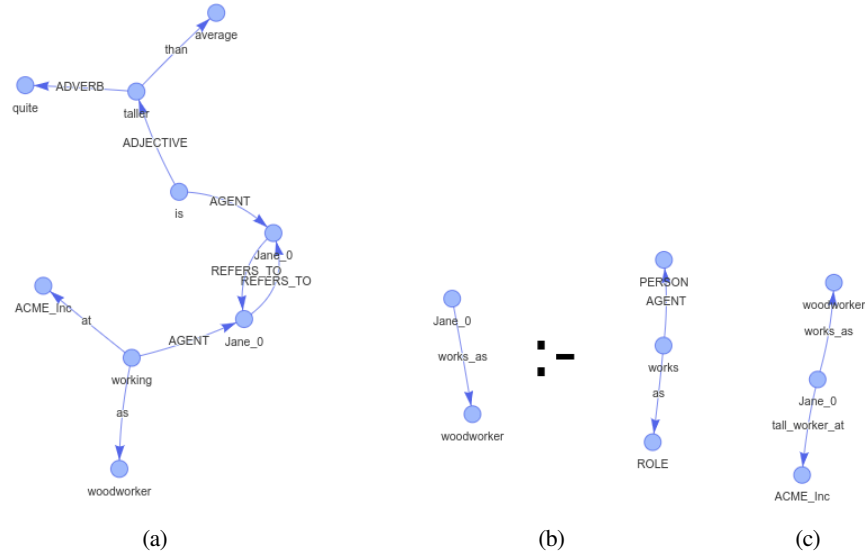 average
than
ADVERB
quite
taller
ADJECTIVE
AGENT
is
Jane_0
REFERS_TO
REFERS_TO
ACME_Inc
at
AGENT
Jane_0
working
as
woodworker
(a)
Jane_0
works_as
woodworker
:-
PERSON
AGENT
works
as
ROLE
(b)
woodworker
works_as
Jane_0
tall_worker_at
ACME_Inc
(c)